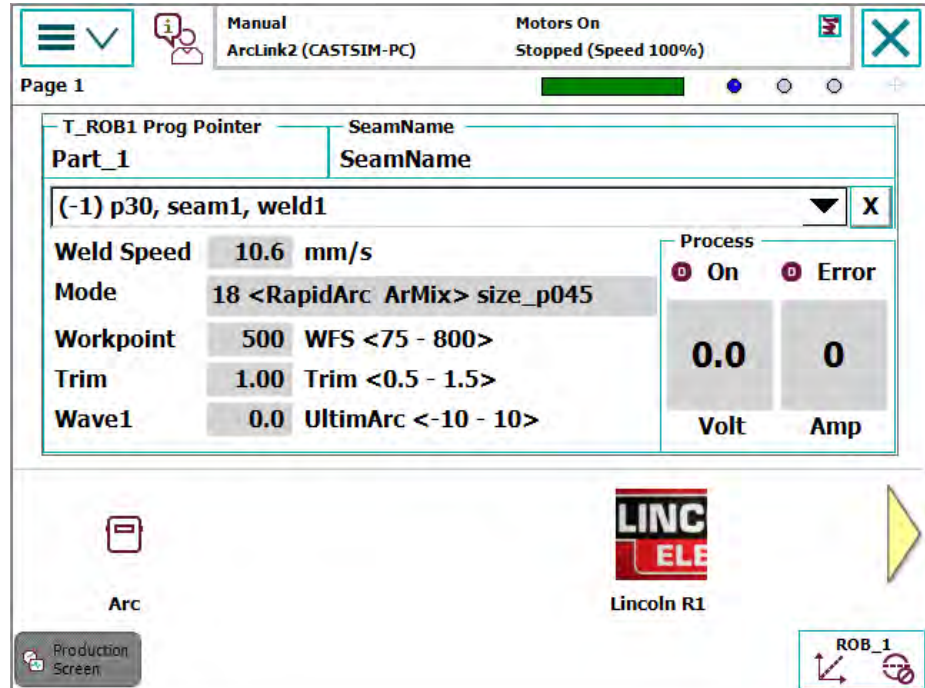 Manual
ArcLink2 (CASTSIM-PC)
Motors On
Stopped (Speed 100%)
Page 1
T_ROB1 Prog Pointer
Part_1
SeamName
SeamName
(-1) p30, seam1, weld1
X
Weld Speed 10.6 mm/s
Mode 18 <RapidArc ArMix> size_p045
Workpoint 500 WFS <75 - 800>
Trim 1.00 Trim <0.5 - 1.5>
Wave1 0.0 UltimArc <-10 - 10>
Process
D On D Error
0.0 0
Volt Amp
LINC
ELE
Arc
Lincoln R1
Production
Screen
ROB_1